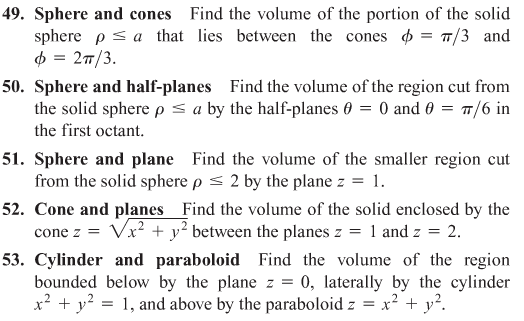 49. Sphere and cones Find the volume of the portion of the solid
sphere ρ ≤ a that lies between the cones φ = π/3 and
φ = 2π/3.
50. Sphere and half-planes Find the volume of the region cut from
the solid sphere ρ ≤ a by the half-planes θ = 0 and θ = π/6 in
the first octant.
51. Sphere and plane Find the volume of the smaller region cut
from the solid sphere ρ ≤ 2 by the plane z = 1.
52. Cone and planes Find the volume of the solid enclosed by the
cone z = √(x² + y²) between the planes z = 1 and z = 2.
53. Cylinder and paraboloid Find the volume of the region
bounded below by the plane z = 0, laterally by the cylinder
x² + y² = 1, and above by the paraboloid z = x² + y².